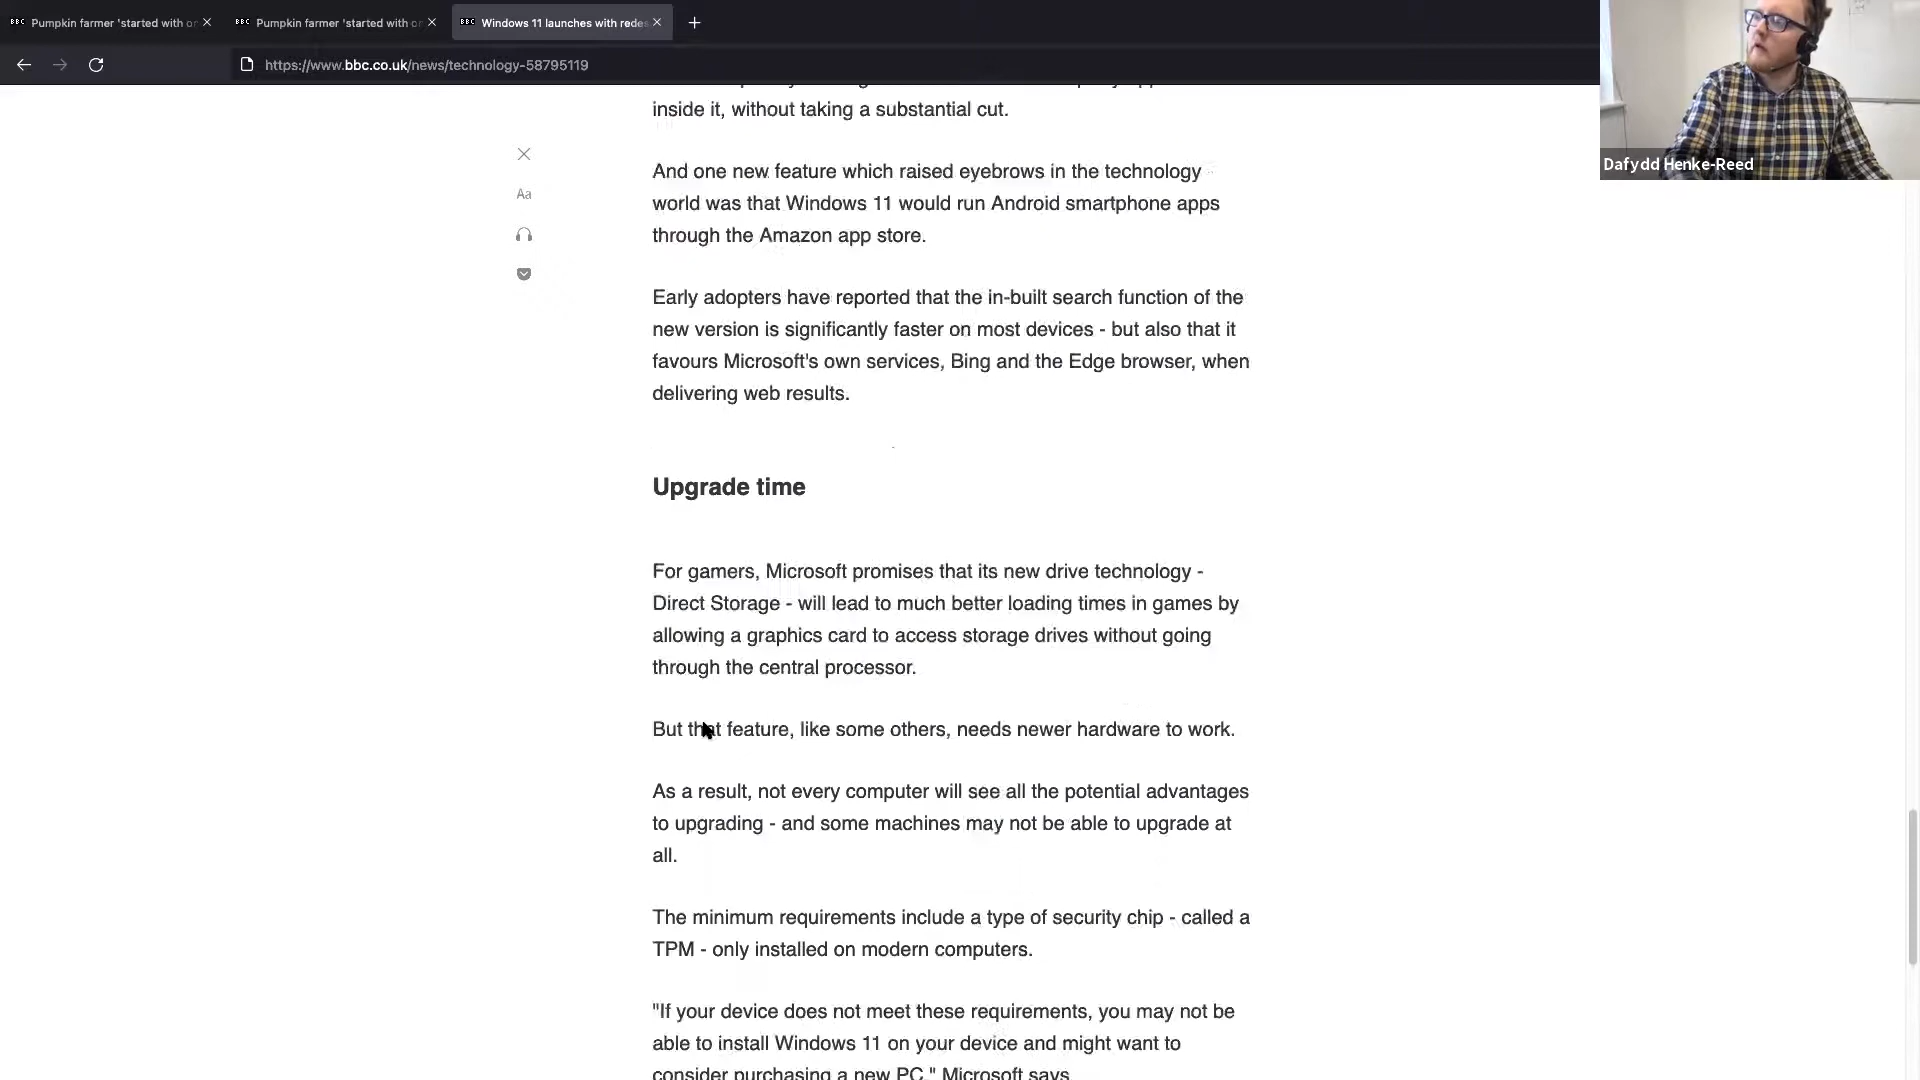 BBC Pumpkin farmer 'started with or
BBC Pumpkin farmer 'started with or
BBC Windows 11 launches with rede
https://www.bbc.co.uk/news/technology-58795119
Dafydd Henke-Reed
inside it, without taking a substantial cut.
Aa
And one new feature which raised eyebrows in the technology
world was that Windows 11 would run Android smartphone apps
through the Amazon app store.
Early adopters have reported that the in-built search function of the
new version is significantly faster on most devices - but also that it
favours Microsoft's own services, Bing and the Edge browser, when
delivering web results.
Upgrade time
For gamers, Microsoft promises that its new drive technology -
Direct Storage - will lead to much better loading times in games by
allowing a graphics card to access storage drives without going
through the central processor.
But that feature, like some others, needs newer hardware to work.
As a result, not every computer will see all the potential advantages
to upgrading - and some machines may not be able to upgrade at
all.
The minimum requirements include a type of security chip - called a
TPM - only installed on modern computers.
"If your device does not meet these requirements, you may not be
able to install Windows 11 on your device and might want to
consider purchasing a new PC," Microsoft says.